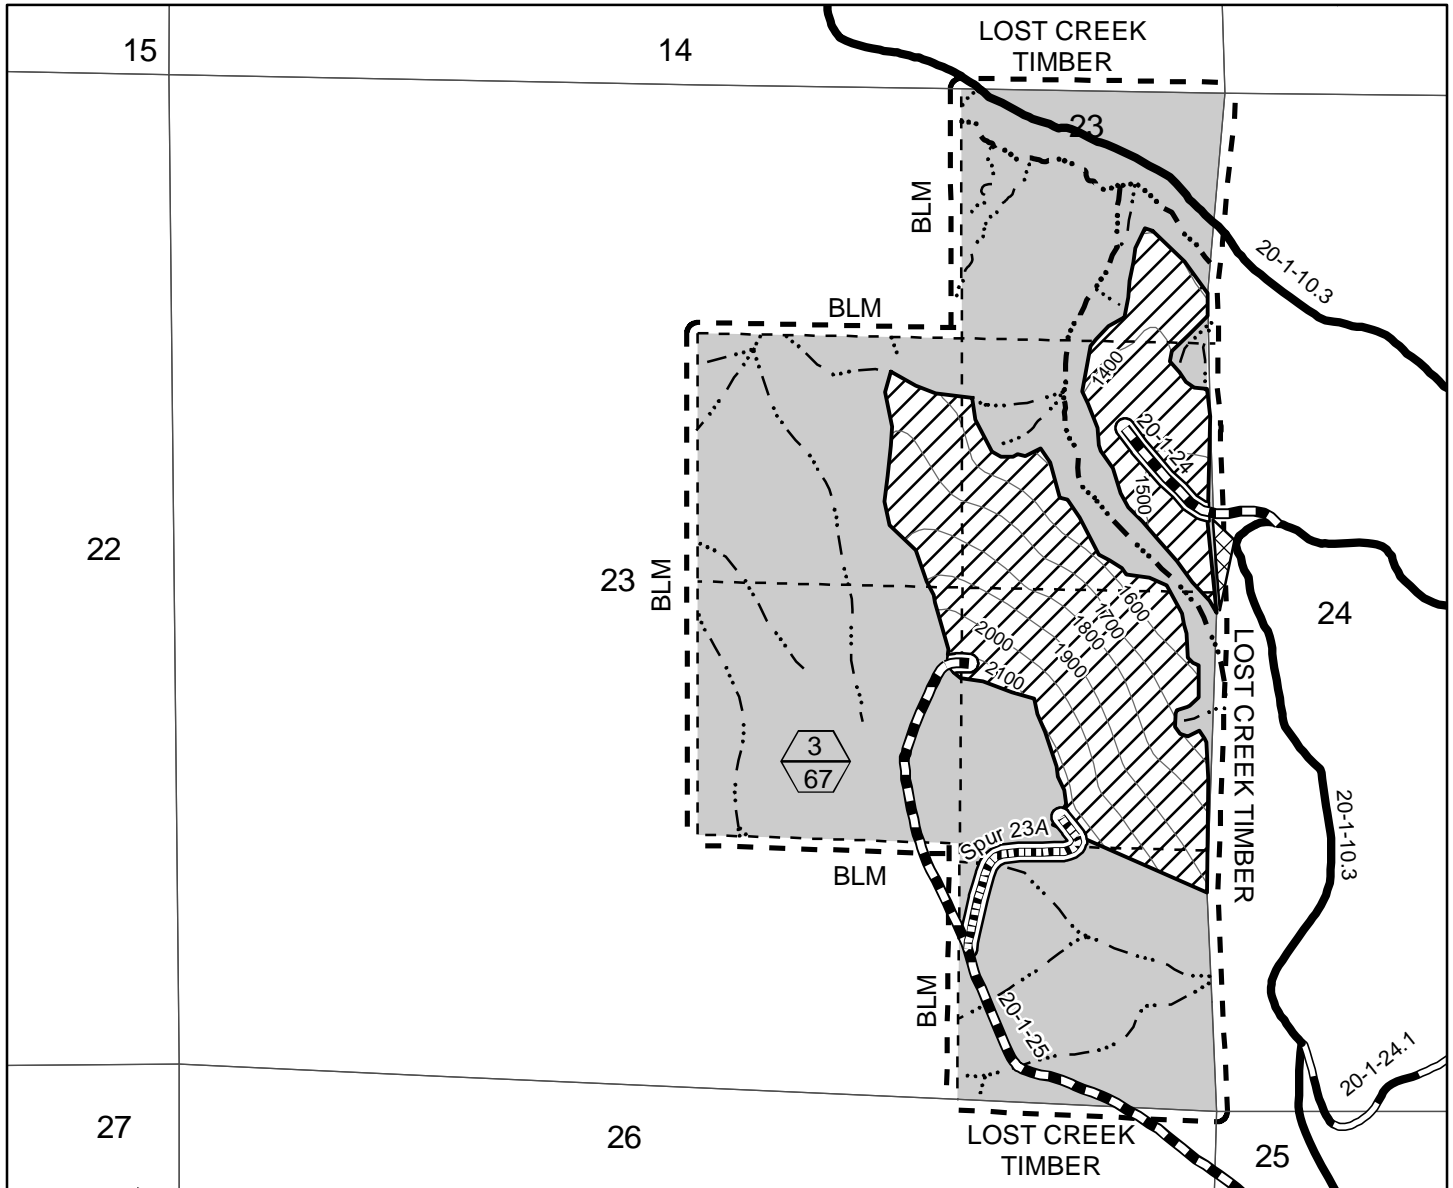 15
14
LOST CREEK
TIMBER
23
BLM
20-1-10.3
BLM
1400
20-1-24
1500
22
23
BLM
1600
1700
1800
1900
2000
2100
24
LOST CREEK TIMBER
3
67
Spur 23A
20-1-10.3
BLM
BLM
20-1-25
20-1-24.1
27
26
LOST CREEK
TIMBER
25